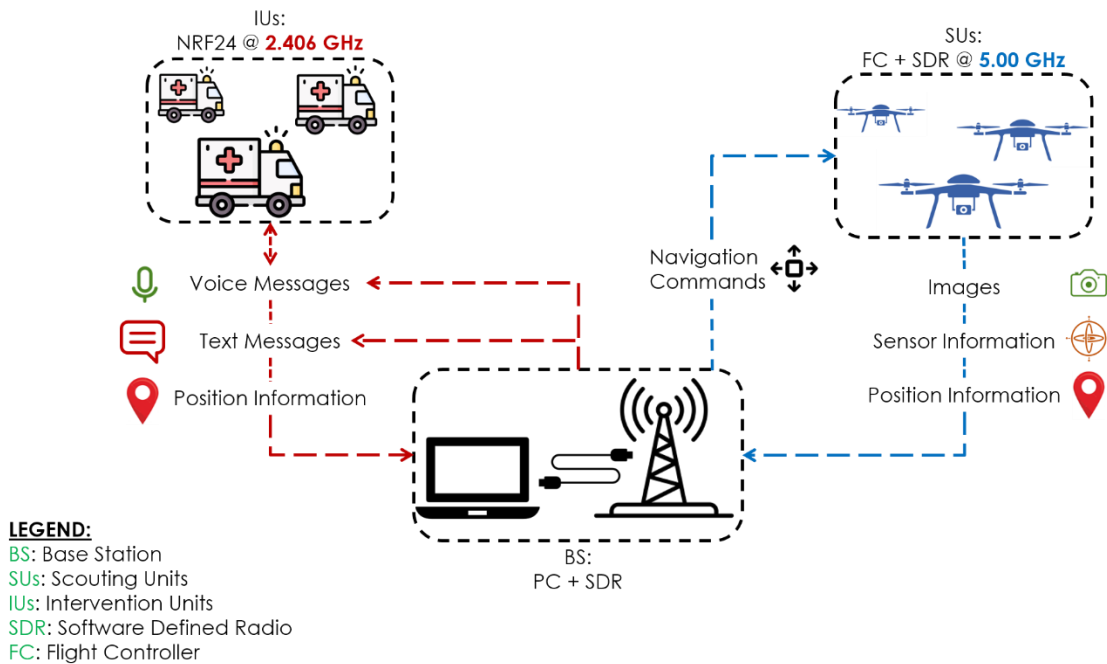 IUs:
NRF24 @ 2.406 GHz
SUs:
FC + SDR @ 5.00 GHz
Voice Messages
Text Messages
Position Information
Navigation
Commands
Images
Sensor Information
Position Information
BS:
PC + SDR
LEGEND:
BS: Base Station
SUs: Scouting Units
IUs: Intervention Units
SDR: Software Defined Radio
FC: Flight Controller